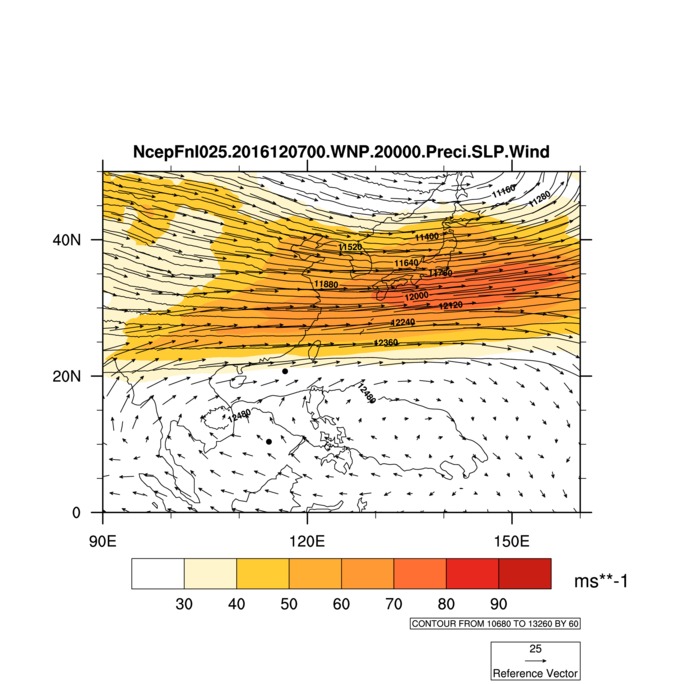 NcepFnl025.2016120700.WNP.20000.Preci.SLP.Wind
11160
11280
40N
11400
11520
11640
11760
11880
12000
12120
12240
12360
20N
12480
12480
0
90E 120E 150E
30 40 50 60 70 80 90
ms**-1
CONTOUR FROM 10680 TO 13260 BY 60
25
Reference Vector